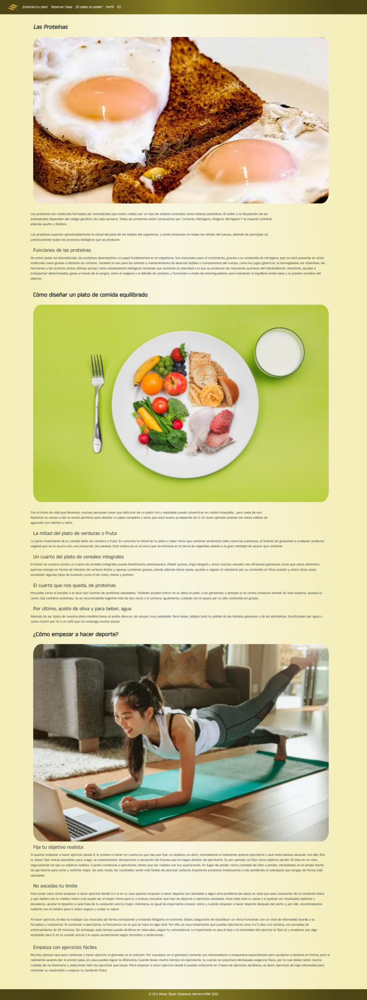 ¡Contrata tu plan! Reservar Clase ¡El saber es poder! Perfil
Las Proteínas
Las proteínas son moléculas formadas por aminoácidos que están unidos por un tipo de enlaces conocidos como enlaces peptídicos. El orden y la disposición de los
aminoácidos dependen del código genético de cada persona. Todas las proteínas están compuestas por: Carbono, Hidrógeno, Oxígeno, Nitrógeno Y la mayoría contiene
además azufre y fósforo.
Las proteínas suponen aproximadamente la mitad del peso de los tejidos del organismo, y están presentes en todas las células del cuerpo, además de participar en
prácticamente todos los procesos biológicos que se producen.
Funciones de las proteínas
De entre todas las biomoléculas, las proteínas desempeñan un papel fundamental en el organismo. Son esenciales para el crecimiento, gracias a su contenido de nitrógeno, que no está presente en otras
moléculas como grasas o hidratos de carbono. También lo son para las síntesis y mantenimiento de diversos tejidos o componentes del cuerpo, como los jugos gástricos, la hemoglobina, las vitaminas, las
hormonas y las enzimas (estas últimas actúan como catalizadores biológicos haciendo que aumente la velocidad a la que se producen las reacciones químicas del metabolismo). Asimismo, ayudan a
transportar determinados gases a través de la sangre, como el oxígeno y el dióxido de carbono, y funcionan a modo de amortiguadores para mantener el equilibrio ácido-base y la presión oncótica del
plasma.
Cómo diseñar un plato de comida equilibrado
Con el ritmo de vida que llevamos, muchas personas creen que disfrutar de un plato rico y saludable puede convertirse en misión imposible... pero nada de eso.
Nosotros te vamos a dar la receta perfecta para diseñar un plato completo y sano, que esté bueno ya depende de ti. Un buen ejemplo podrían ser estos rollitos de
aguacate con salmón y sisho.
La mitad del plato de verduras o fruta
La parte importante de tu comida debe ser verdura o fruta. En concreto la mitad de tu plato o táper tiene que contener productos tales como las espinacas, el brócoli, los guisantes o cualquier producto
vegetal que se te ocurra con una excepción, las patatas. Este tubérculo es el único que no entraría en la terna de vegetales debido a la gran cantidad de azúcar que contiene.
Un cuarto del plato de cereales integrales
El incluir en nuestra receta un cuarto de cereales integrales puede beneficiarte sobremanera. Añadir quinoa, trigo integral u otros muchos cereales nos ofrecerán ganancias como que estos alimentos
aportan energía en forma de hidratos de carbono lentos y apenas contienen grasas, siendo además éstas sanas, ayudan a regular el colesterol por su contenido en fibra soluble y, entre otras cosas
previenen algunos tipos de tumores como el de colon, mama y pulmón.
El cuarto que nos queda, de proteinas
Pescados como el bacalao o el atún son fuentes de proteínas saludables. También pueden entrar en tu dieta el pollo, o los garbanzos y lentejas si no comes producto animal. En este aspecto, aunque la
carne roja contiene proteínas, no es recomendable ingerirla más de dos veces a la semana. Igualmente, cuidado con el queso por su alto contenido en grasas.
Por último, aceite de oliva y para beber, agua
Además de ser típico de nuestra dieta mediterránea, el aceite oliva es, sin abusar, muy saludable. Para beber, aléjate todo lo posible de las bebidas gaseosas y de las alcohólicas. Sustitúyelas por agua o
como mucho por té o un café que no contenga mucha azúcar
¿Cómo empezar a hacer deporte?
Fija tu objetivo realista
Si quieres empezar a hacer ejercicio desde 0, lo primero a tener en cuenta es que hay que fijar un objetivo, es decir, mentalizarte si realmente quieres ejercitarte y qué meta deseas alcanzar con ello. Eso
sí, debes fijar metas plausibles para, luego, no experimentar decepciones o sensación de fracaso que te hagan desistir de ejercitarte. Si, por ejemplo, te fijas como objetivo perder 10 kilos en un mes,
seguramente no sea un objetivo realista. Cuando comienzas a ejercitarte, tienes que ser realista con tus aspiraciones. En lugar de perder cierta cantidad de kilos a perder, mentalízate en el simple hecho
de ejercitarte para verte y sentirte mejor. De este modo, los resultados serán más fáciles de alcanzar, evitarás imponerte presiones innecesarias e irás perdiendo el sobrepeso que tengas de forma más
saludable.
No excedas tu límite
Para tener claro cómo empezar a hacer ejercicio desde 0 o si en tu caso quieres empezar a hacer deporte con obesidad o algún otro problema de salud, es vital que seas consciente de tu condición física
y que hables con tu médico sobre cuál puede ser el mejor ritmo para ti, e incluso consultar qué tipo de deporte o ejercicios necesitas. Ante todo está tu salud y si quieres ver resultados óptimos y
duraderos, ajustar el deporte a cada fase de tu evolución será lo mejor. Asimismo, es igual de importante conocer cómo y cuándo empezar a hacer deporte después del parto y, por ello, recomendamos
hablarlo con el médico para ir sobre seguro y cuidar tu salud.
Al hacer ejercicio, la idea es trabajar tus músculos de forma consistente y evitando fatigarte en extremo. Debes asegurarte de establecer un ritmo funcional, con un nivel de intensidad acorde a tu
fortaleza y resistencia. Al comenzar a ejercitarse, la frecuencia con la que se hace es algo vital. Por ello, es muy importante que puedas ejercitarte unos 4 o 5 días a la semana, con jornadas de
entrenamiento de 30 minutos. Sin embargo, este tiempo puede dividirse en intervalos, según tu conveniencia. Lo importante es que el tipo y la intensidad del ejercicio lo fijes tú y empieces por algo
asequible para ti en tu estado actual y lo vayas aumentando según necesites y evoluciones.
Empieza con ejercicios fáciles
Muchos piensan que para comenzar a hacer ejercicio el gimnasio es la solución. Por supuesto, en el gimnasio contarás con entrenadores y maquinaria especializada para ayudarte a ponerte en forma, pero si
realmente quieres dar el primer paso, en casa puedes lograr la diferencia. Cuando llevas mucho tiempo sin ejercitarte, tu cuerpo no soportará demasiada exigencia física, por lo cual debes tener mucho
cuidado de no lesionarte y seleccionar bien los ejercicios que haces. Para empezar a hacer ejercicio desde 0 puedes enfocarte en 3 tipos de ejercicios aeróbicos, es decir, ejercicios de baja intensidad para
controlar tu respiración y mejorar tu condición física
© I.E.S Alixar, Óscar Casanova Herrera DAW 2022